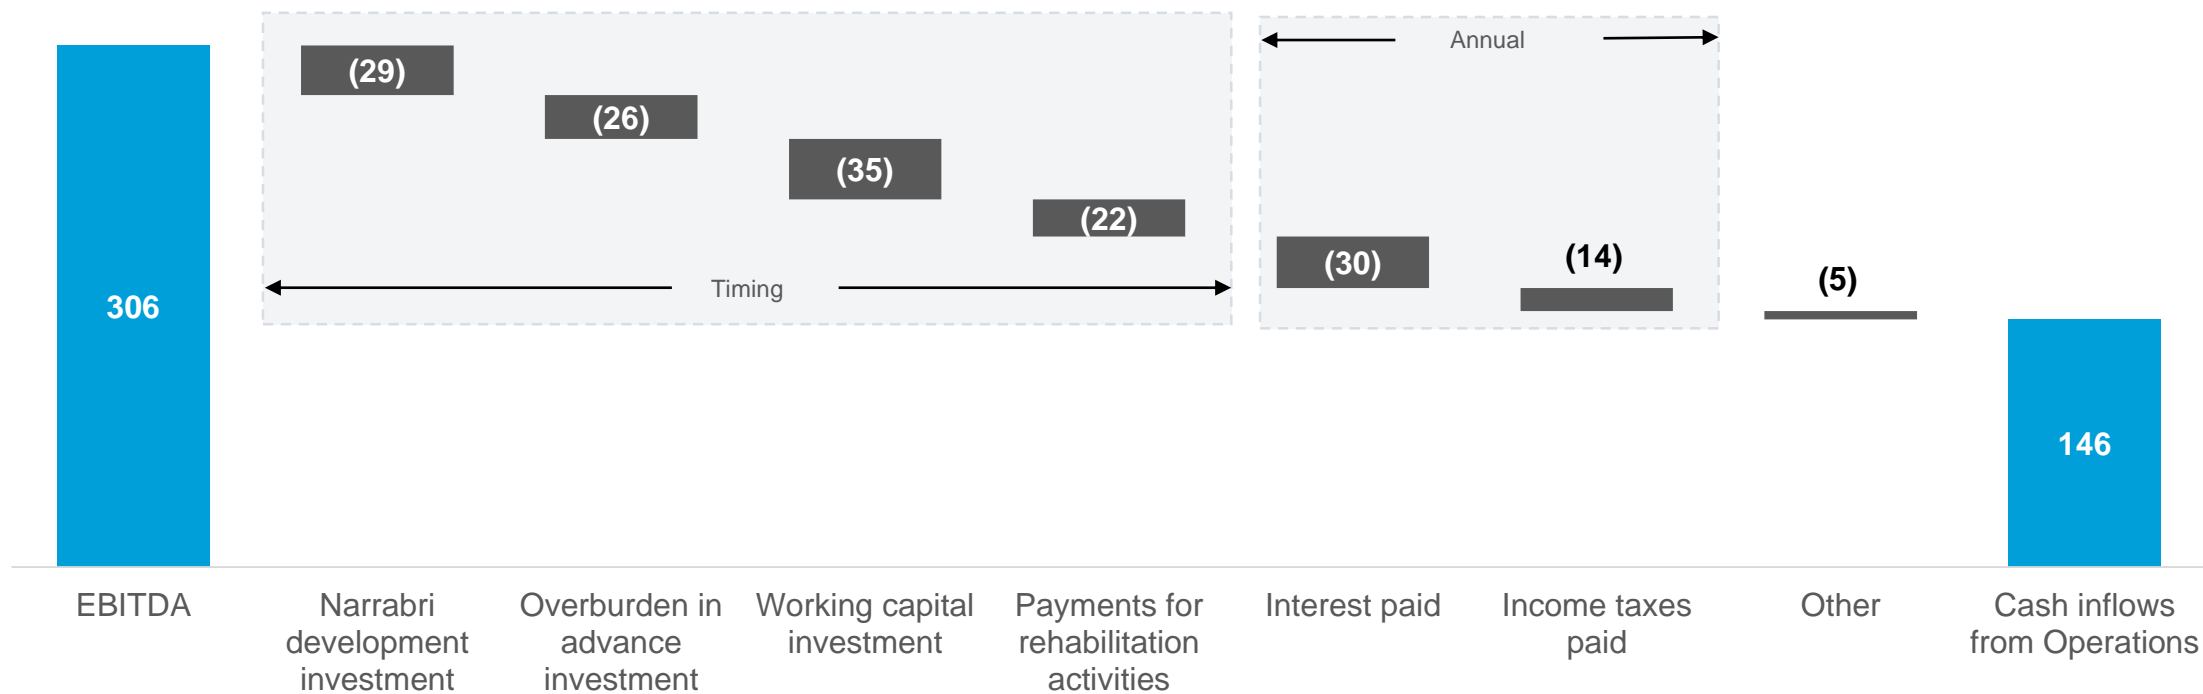 Annual
(29)
(26)
(35)
(22)
(30)
(14)
(5)
Timing
306
146
EBITDA
Narrabri
development
investment
Overburden in
advance
investment
Working capital
investment
Payments for
rehabilitation
activities
Interest paid
Income taxes
paid
Other
Cash inflows
from Operations